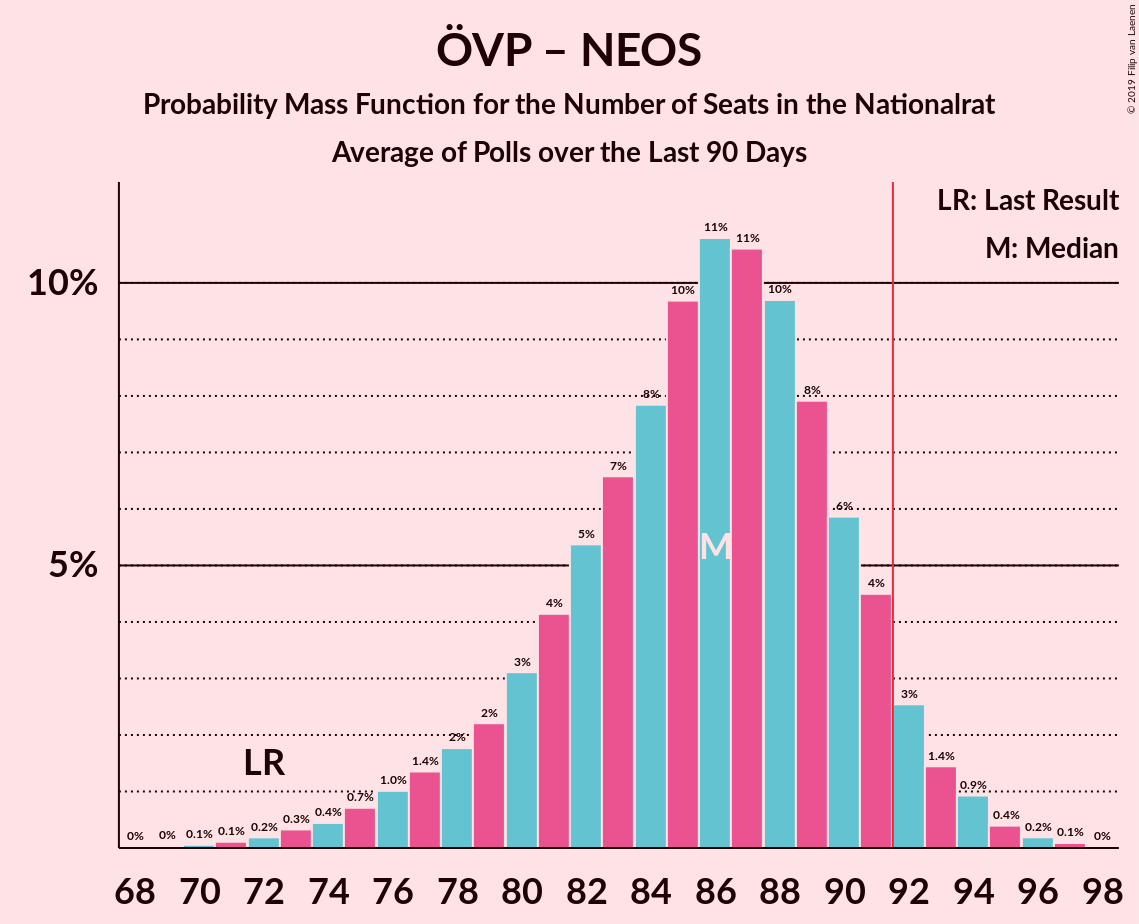 ÖVP – NEOS
Probability Mass Function for the Number of Seats in the Nationalrat
Average of Polls over the Last 90 Days
© 2019 Filip van Laenen
LR: Last Result
M: Median
10%
5%
0% 0% 0.1% 0.1% 0.2% 0.3% 0.4% 0.7% 1.0% 1.4% 2% 2% 3% 4% 5% 7% 8% 10% 11% 11% 10% 8% 6% 4% 3% 1.4% 0.9% 0.4% 0.2% 0.1% 0%
M
LR
68 70 72 74 76 78 80 82 84 86 88 90 92 94 96 98